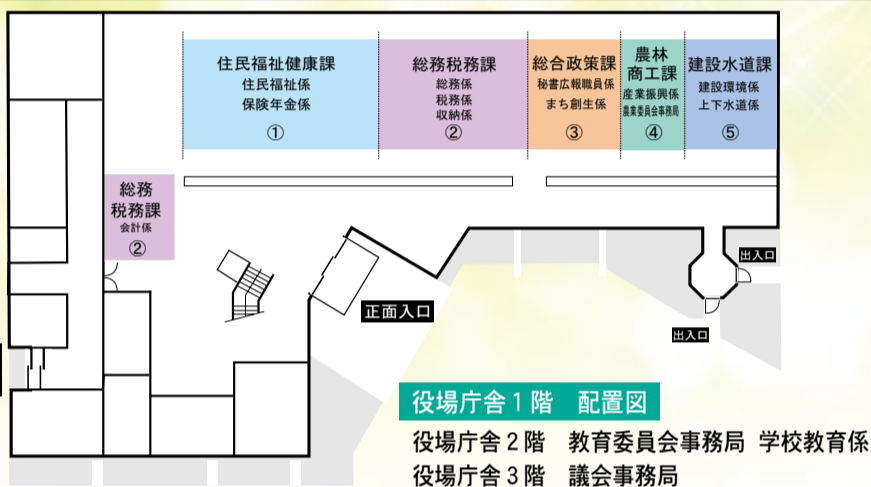 住民福祉健康課
住民福祉係
保険年金係
①
総務税務課
総務係
税務係
収納係
②
総合政策課
秘書広報職員係
まち創生係
③
農林
商工課
産業振興係
農業委員会事務局
④
建設水道課
建設環境係
上下水道係
⑤
総務
税務課
会計係
②
正面入口
出入口
出入口
役場庁舎1階 配置図
役場庁舎2階 教育委員会事務局 学校教育係
役場庁舎3階 議会事務局